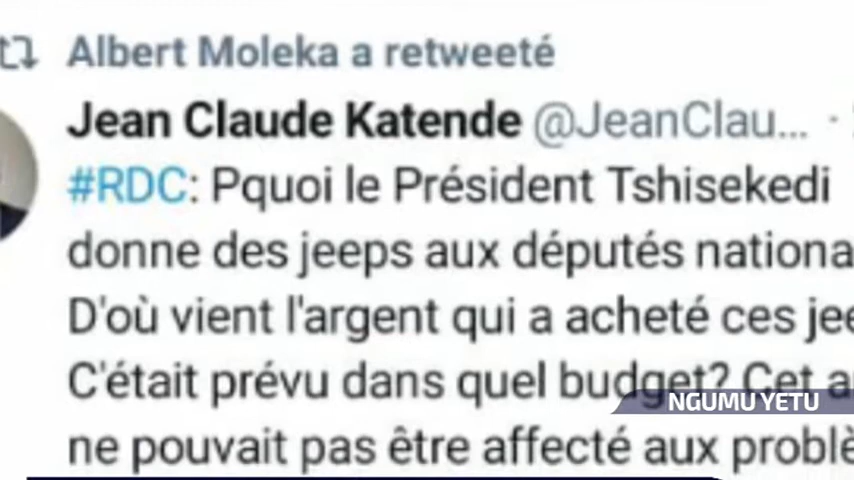 Albert Moleka a retweeté
Jean Claude Katende @JeanClau... ·
#RDC: Pquoi le Président Tshisekedi
donne des jeeps aux députés nationa
D'où vient l'argent qui a acheté ces jee
C'était prévu dans quel budget? Cet a
NGUMU YETU
ne pouvait pas être affecté aux problè